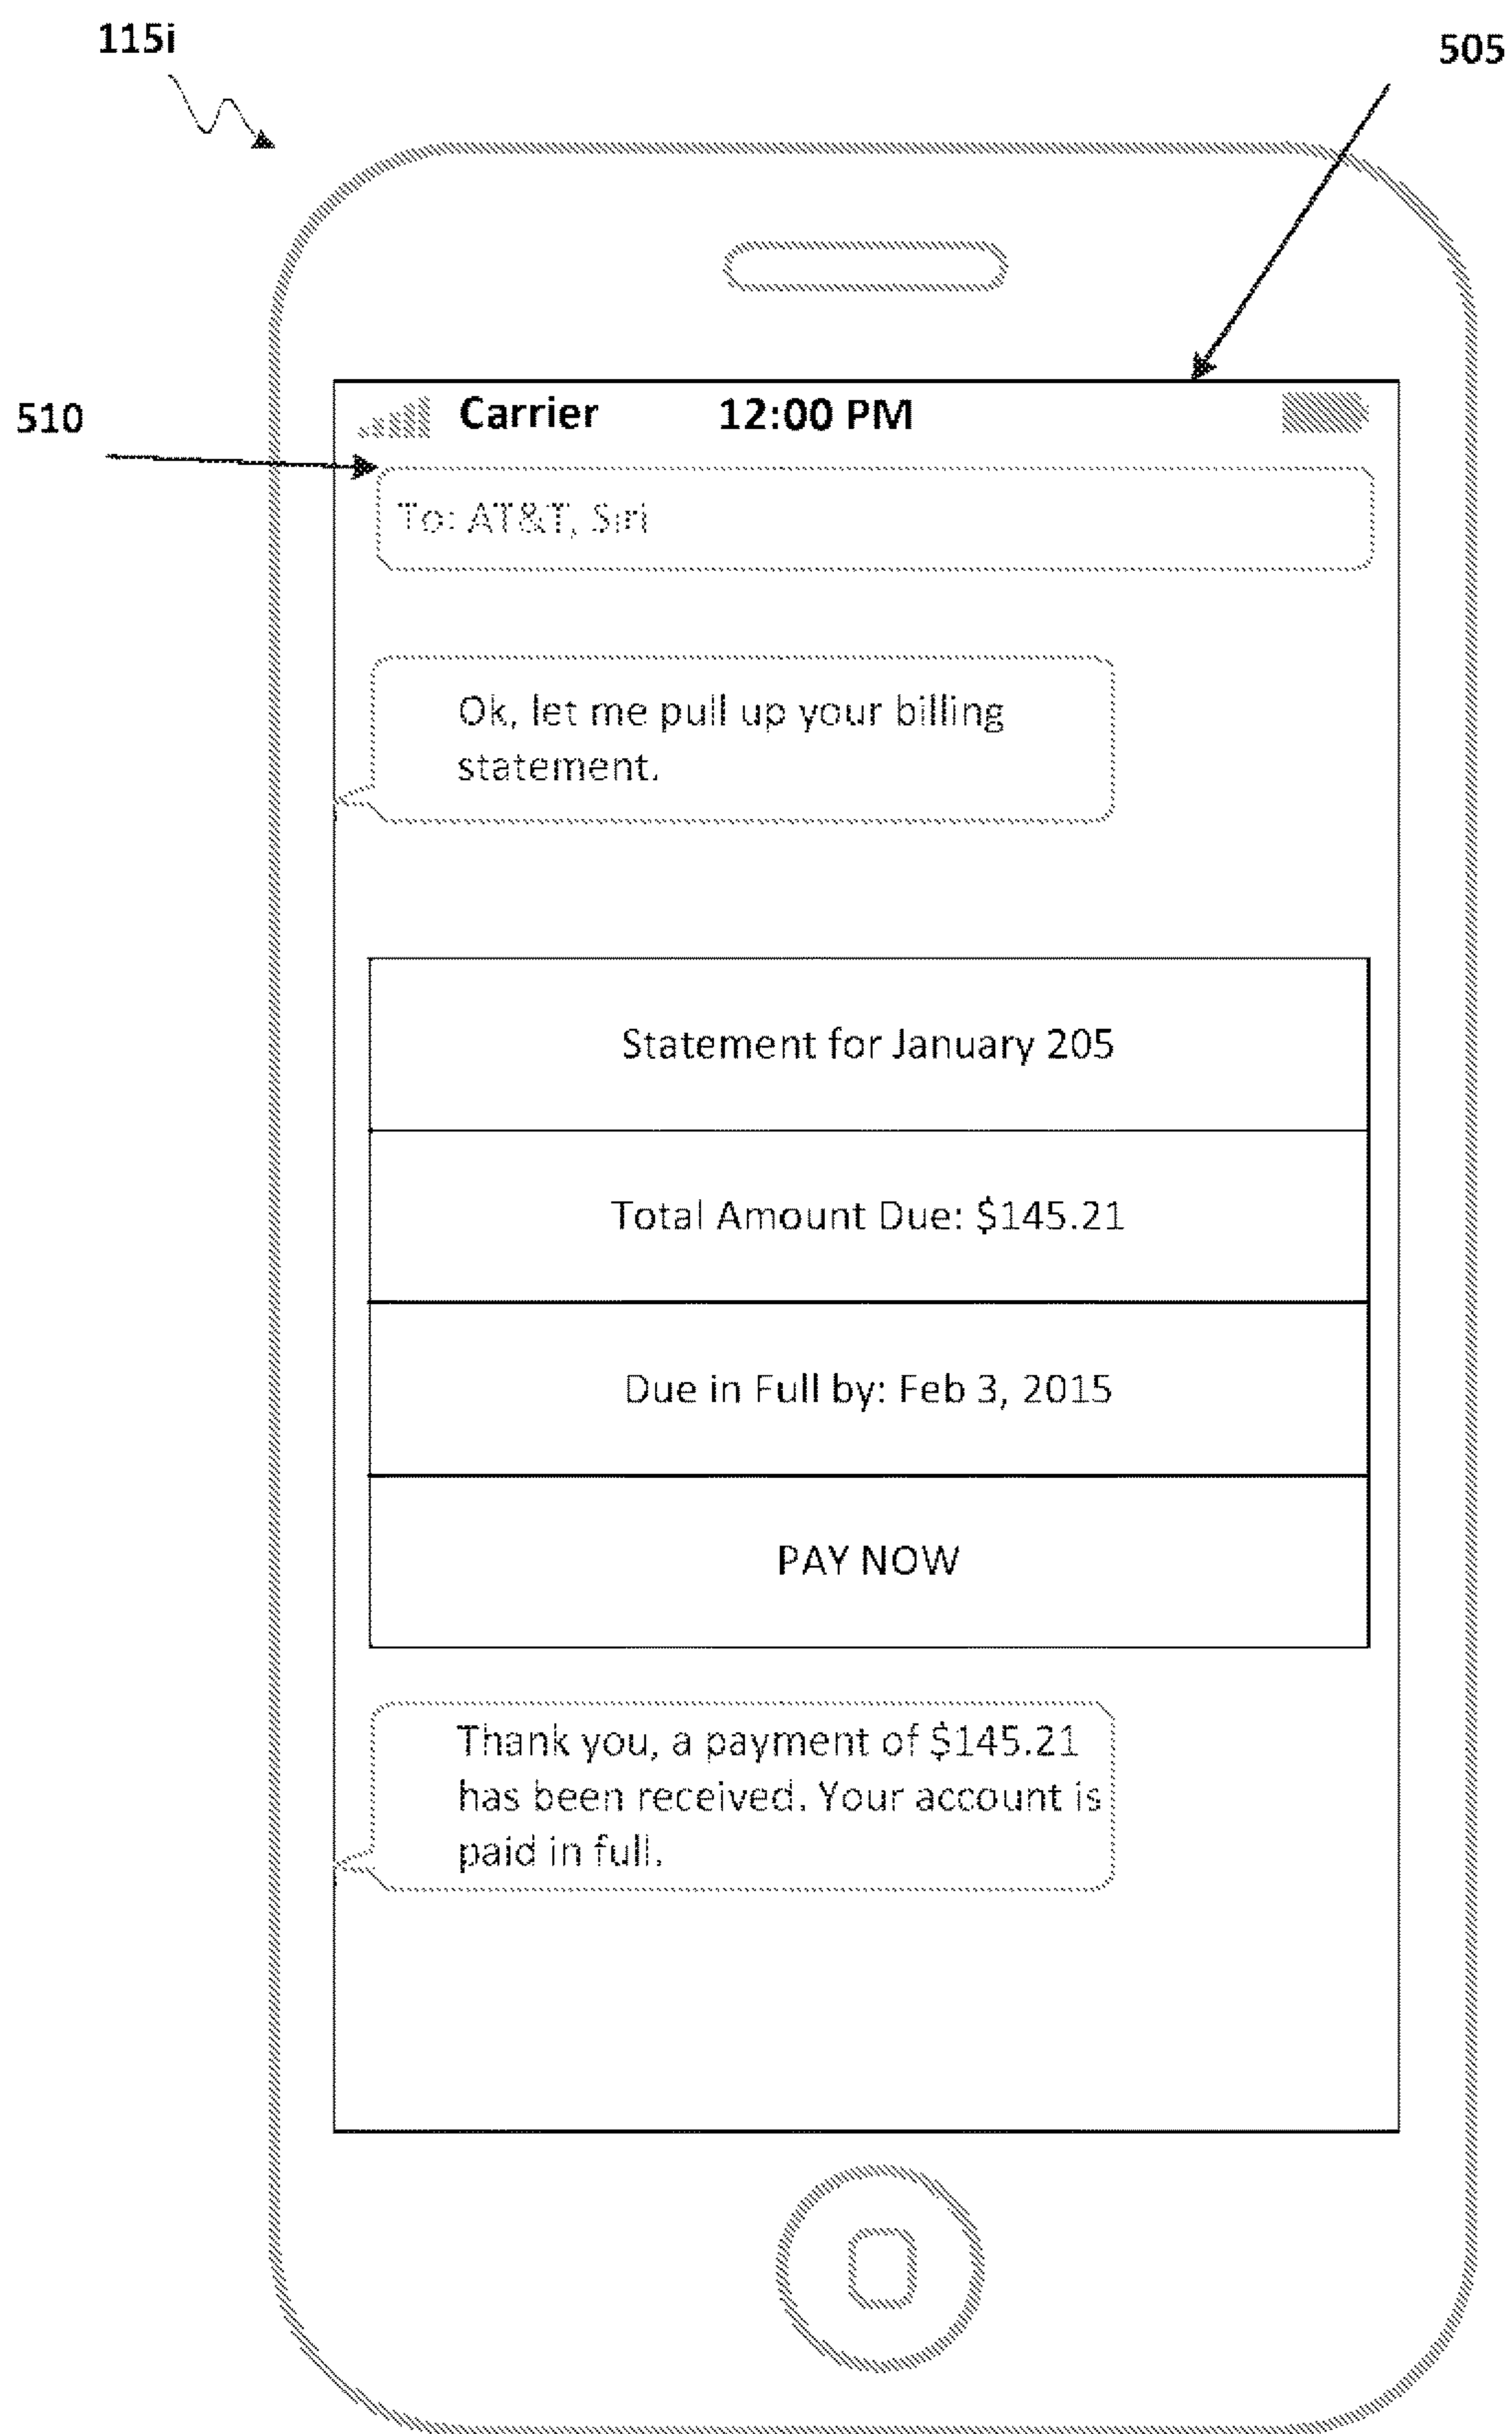 115i
505
510
Carrier 12:00 PM
To: AT&T, Siri
Ok, let me pull up your billing
statement.
Statement for January 205
Total Amount Due: $145.21
Due in Full by: Feb 3, 2015
PAY NOW
Thank you, a payment of $145.21
has been received. Your account is
paid in full.